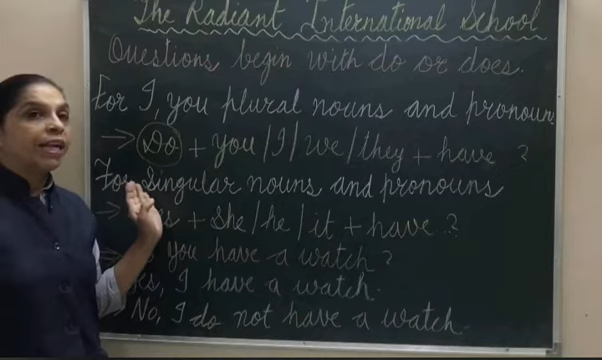 The Radiant International School
Questions begin with do or does.
For I, you plural nouns and pronoun
→ Do + you / I / we / they + have ?
For Singular nouns and pronouns
→ + she / he / it + have ?
you have a watch ?
Yes, I have a watch.
→ No, I do not have a watch.